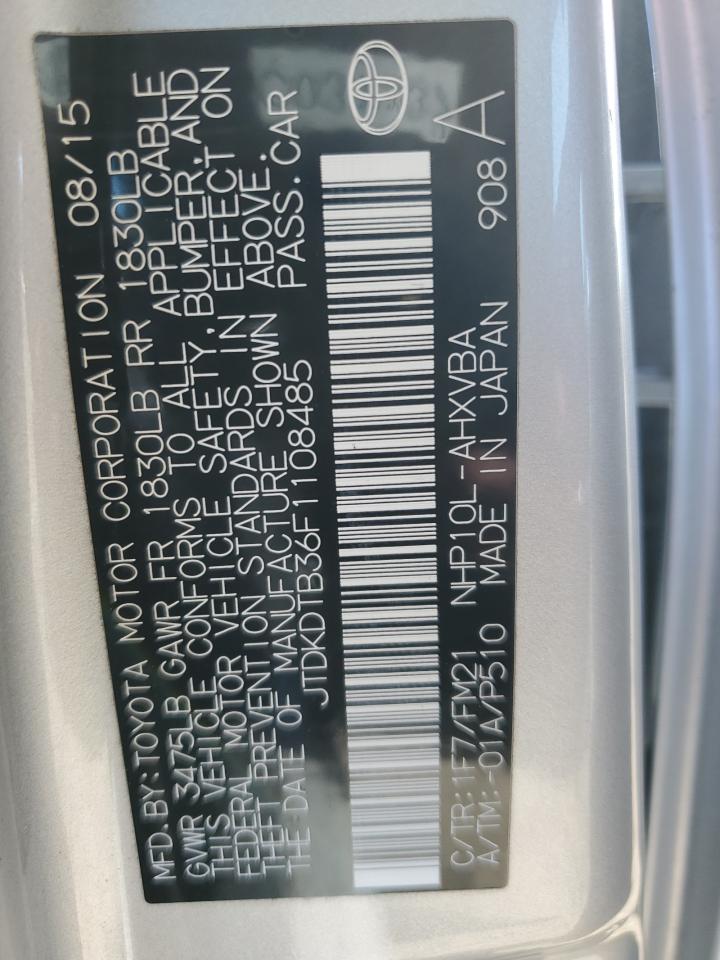 MFD.BY:TOYOTA MOTOR CORPORATION 08/15
GVWR 3475LB GAWR FR 1830LB RR 1830LB
THIS VEHICLE CONFORMS TO ALL APPLICABLE
FEDERAL MOTOR VEHICLE SAFETY, BUMPER, AND
THEFT PREVENTION STANDARDS IN EFFECT ON
THE DATE OF MANUFACTURE SHOWN ABOVE.
JTDKDTB36F1108485 PASS.CAR
C/TR:1F7/FM21 NHP10L-AHXVBA 908 A
A/TM:-01A/P510 MADE IN JAPAN